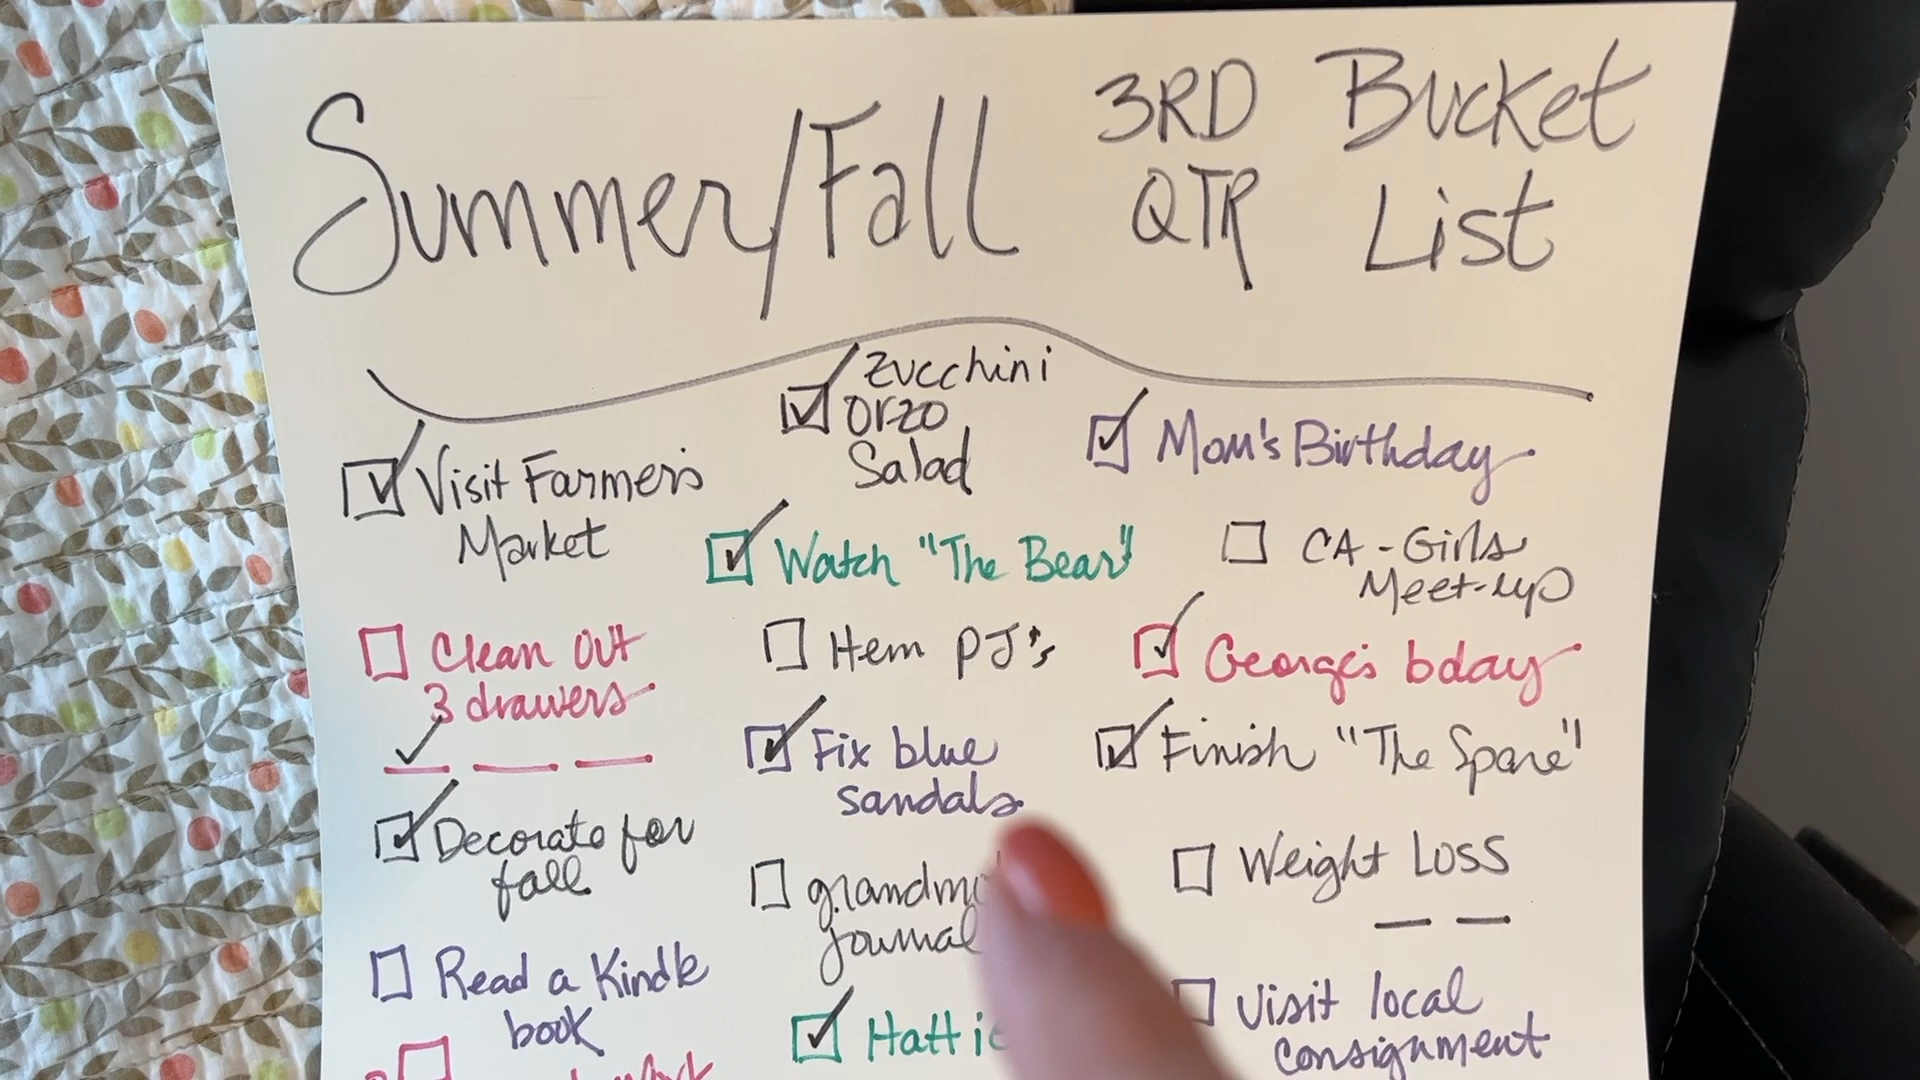 Summer/Fall
3RD
QTR
Bucket
List
Visit Farmer's
Market
Clean Out
3 drawers
Decorate for
fall
Read a Kindle
book
Zucchini
Orzo
Salad
Watch "The Bear"
Hem PJ's
Fix blue
sandals
journal
Mom's Birthday
CA - Girls
Meet-up
George's bday
Finish "The Spare"
Weight Loss
Visit local
consignment